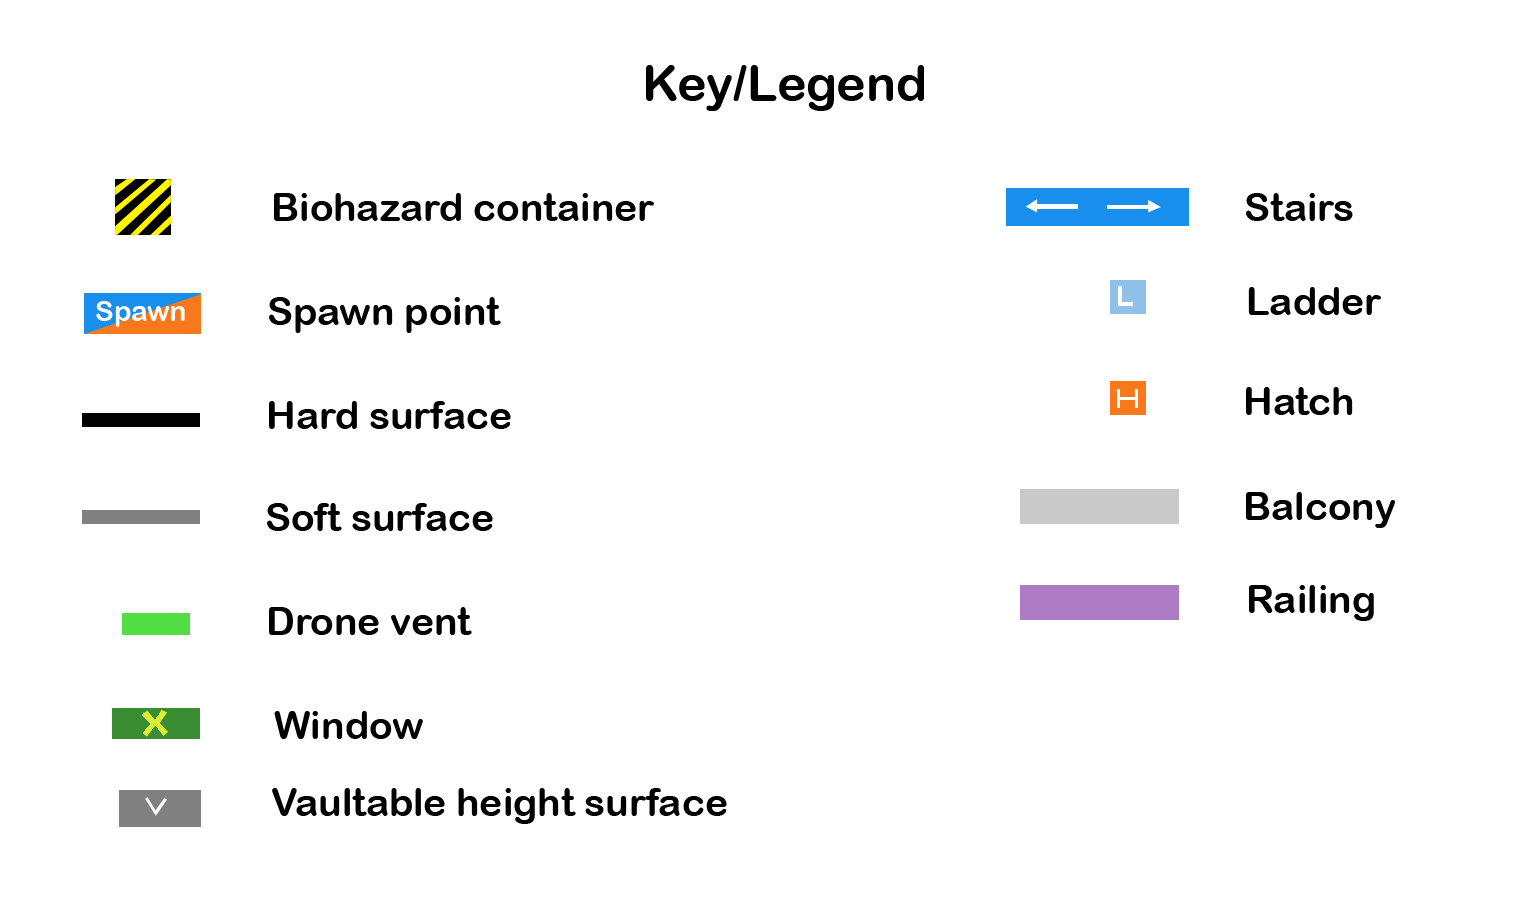 Key/Legend
Biohazard container
Spawn
Spawn point
Hard surface
Soft surface
Drone vent
X
Window
V
Vaultable height surface
Stairs
L
Ladder
H
Hatch
Balcony
Railing